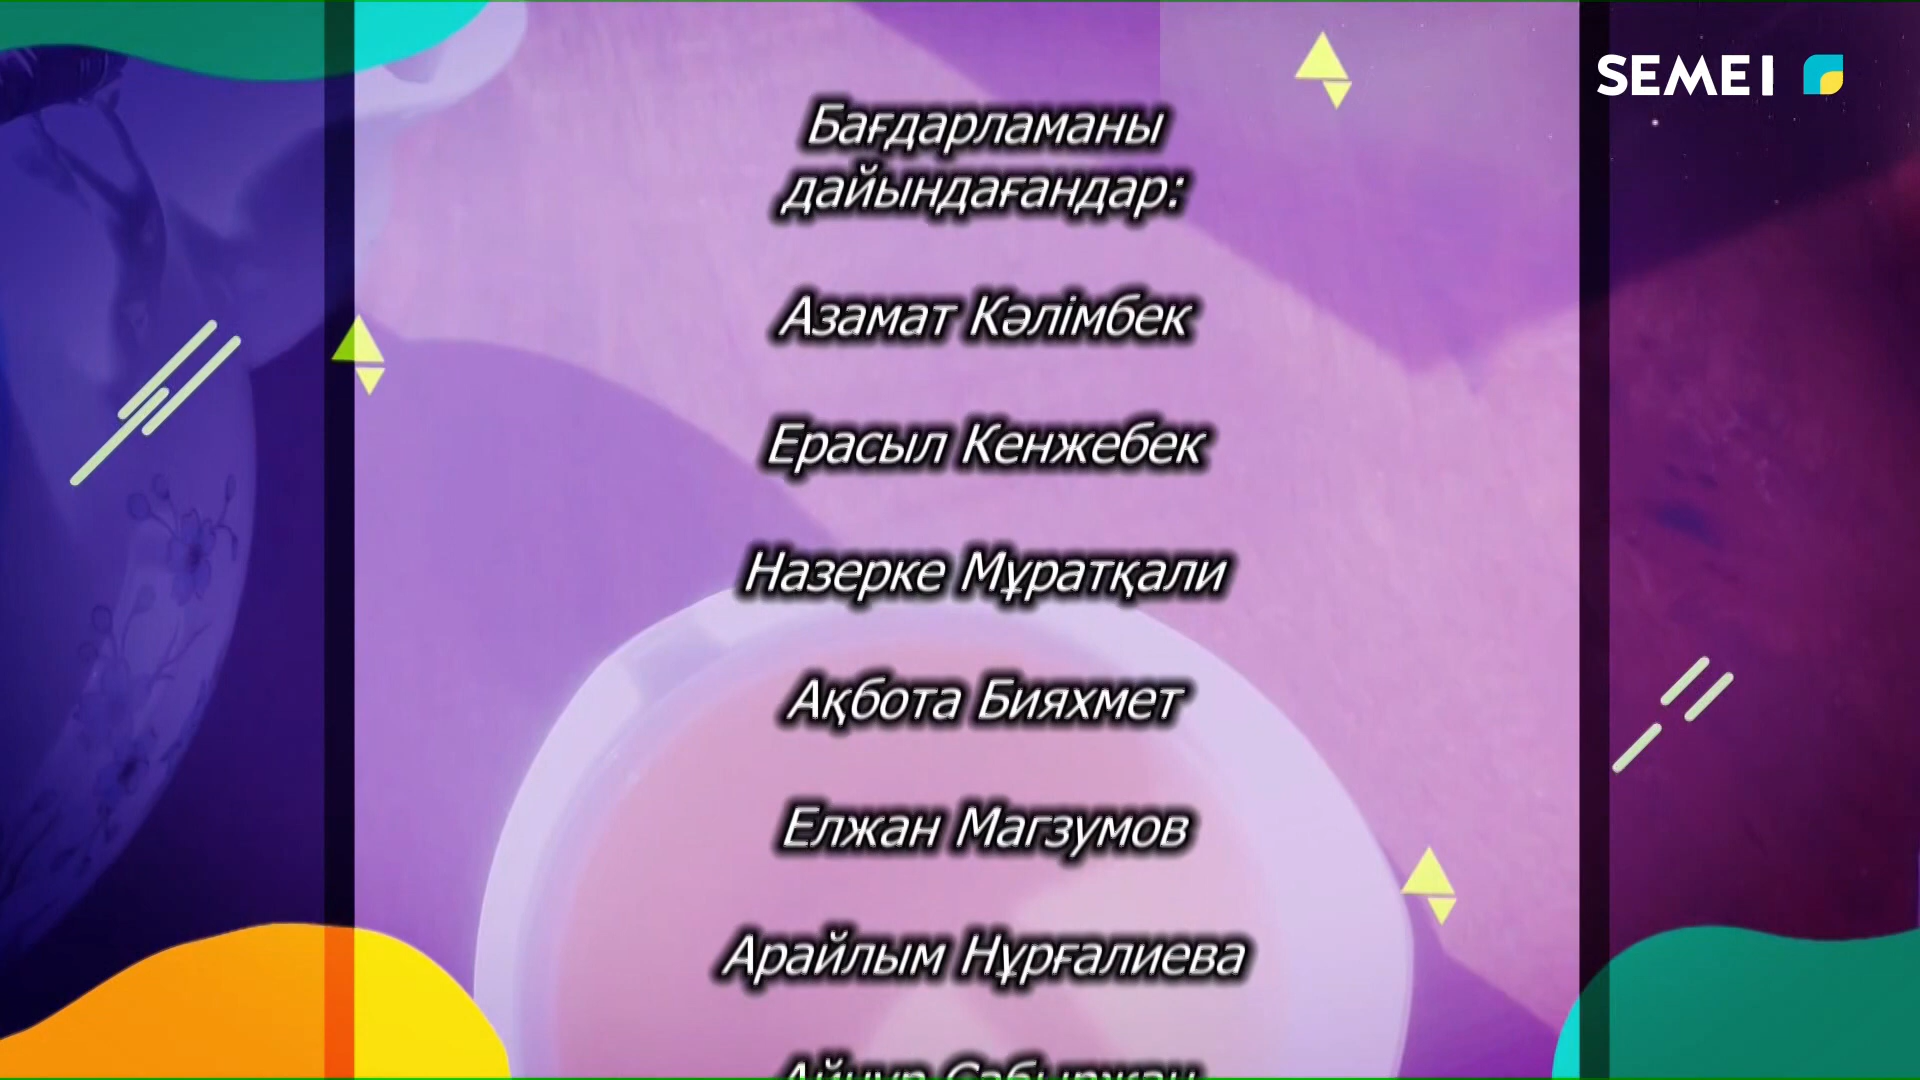 SEMEI
Бағдарламаны
дайындағандар:
Азамат Кәлімбек
Ерасыл Кенжебек
Назерке Мұратқали
Ақбота Бияхмет
Елжан Магзумов
Арайлым Нұрғалиева